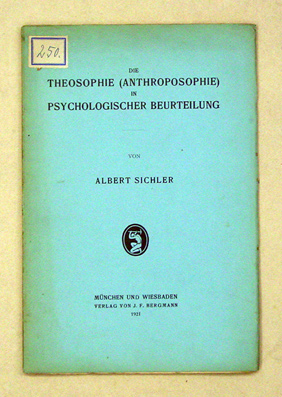 250.
DIE
THEOSOPHIE (ANTHROPOSOPHIE)
IN
PSYCHOLOGISCHER BEURTEILUNG
VON
ALBERT SICHLER
MÜNCHEN UND WIESBADEN
VERLAG VON J. F. BERGMANN
1921